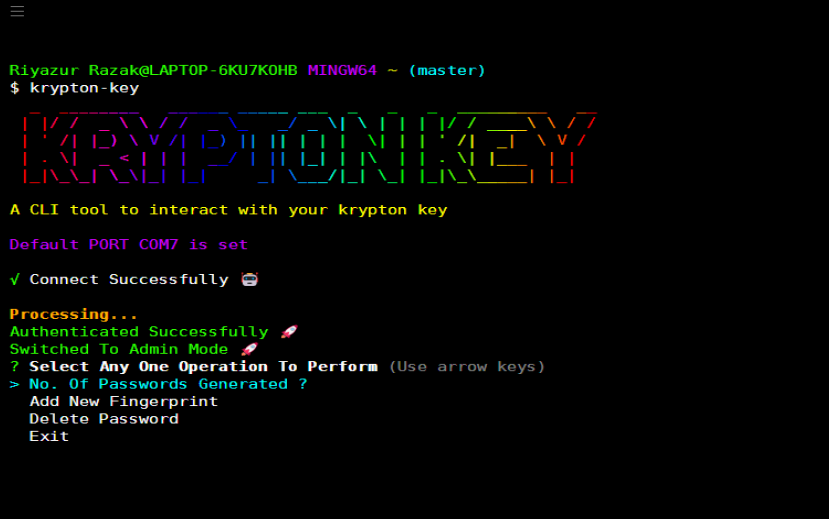 Riyazur Razak@LAPTOP-6KU7KOHB MINGW64 ~ (master)
$ krypton-key
KRYPTON KEY
A CLI tool to interact with your krypton key
Default PORT COM7 is set
√ Connect Successfully 🤖
Processing...
Authenticated Successfully 🚀
Switched To Admin Mode 🚀
? Select Any One Operation To Perform (Use arrow keys)
> No. Of Passwords Generated ?
Add New Fingerprint
Delete Password
Exit